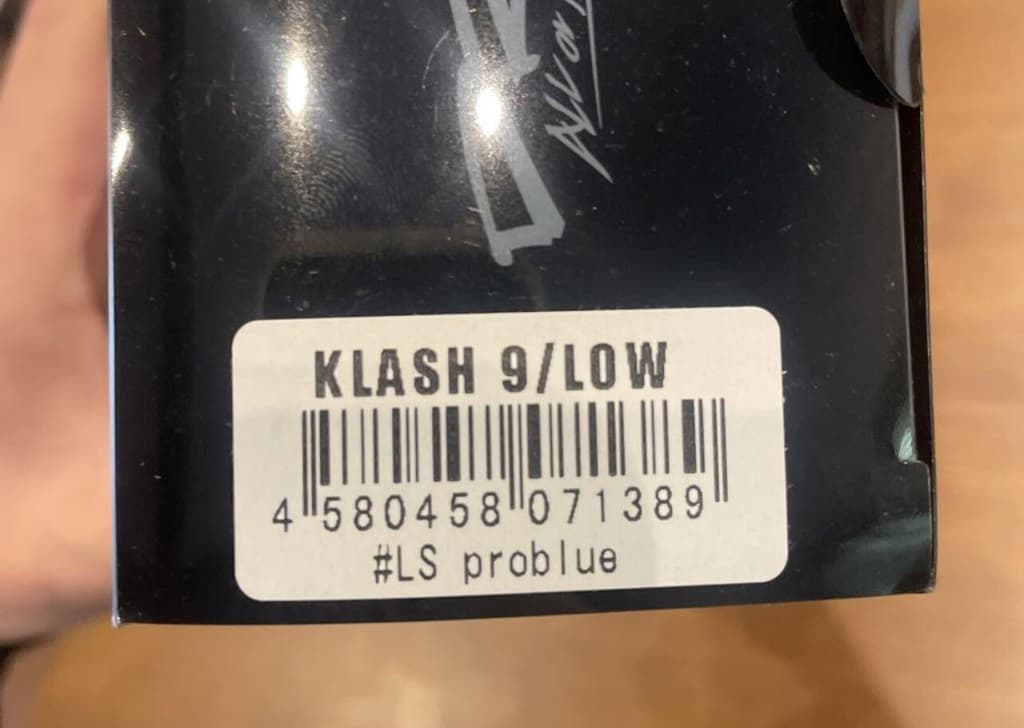 KLASH 9/LOW
4 580458 071389
#LS problue